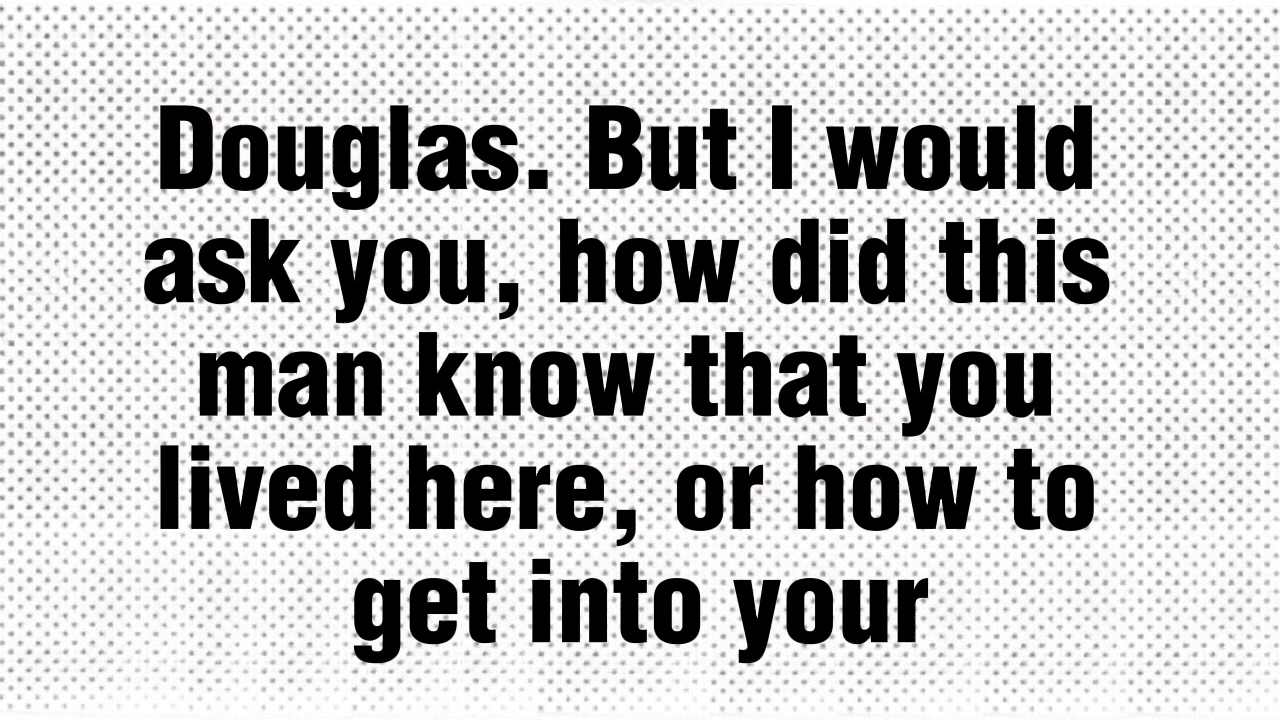 Douglas. But I would
ask you, how did this
man know that you
lived here, or how to
get into your